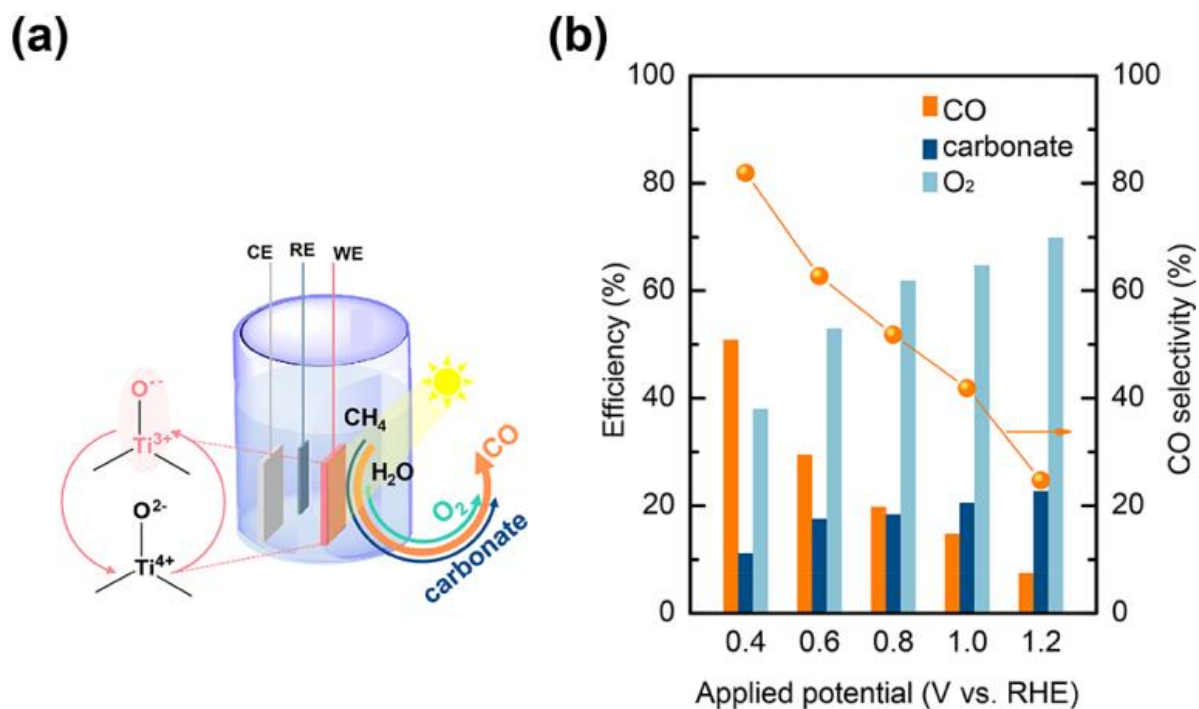 (a)
CE RE WE
CH4
H2O
CO
O2
carbonate
O•−
Ti3+
O2-
Ti4+
(b)
100
80
60
40
20
0
Efficiency (%)
CO
carbonate
O2
100
80
60
40
20
0
CO selectivity (%)
0.4 0.6 0.8 1.0 1.2
Applied potential (V vs. RHE)